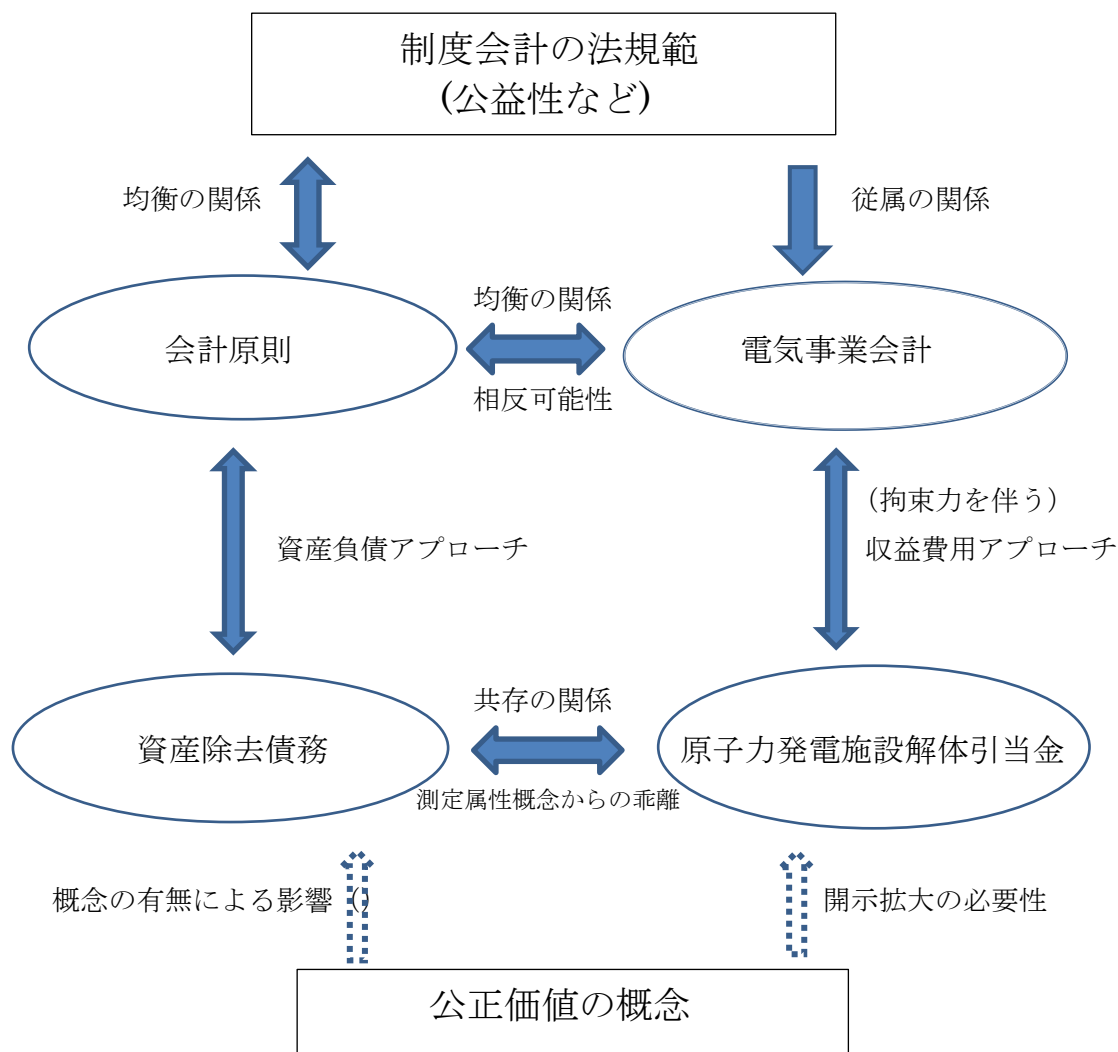 制度会計の法規範
(公益性など)
均衡の関係
従属の関係
均衡の関係
会計原則
電気事業会計
相反可能性
(拘束力を伴う)
資産負債アプローチ
収益費用アプローチ
共存の関係
資産除去債務
原子力発電施設解体引当金
測定属性概念からの乖離
概念の有無による影響 ()
開示拡大の必要性
公正価値の概念